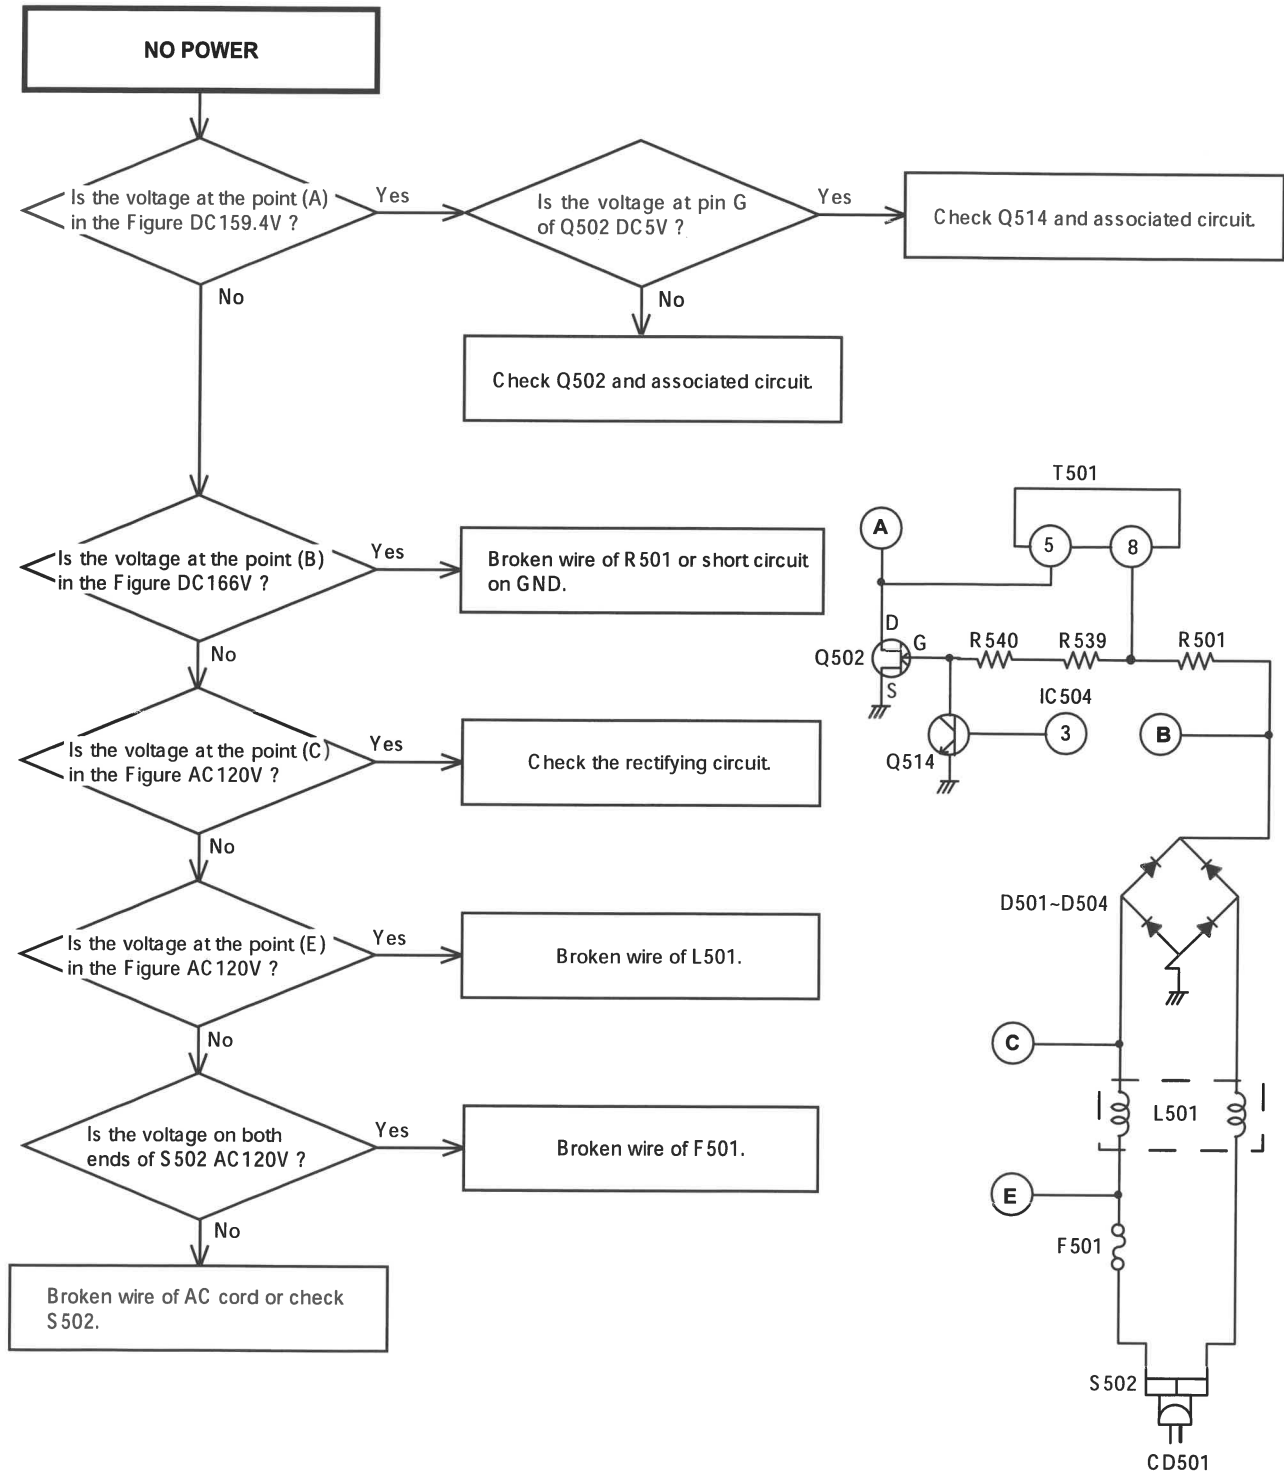 NO POWER
Is the voltage at the point (A)
in the Figure DC159.4V ?
Yes
No
Is the voltage at pin G
of Q502 DC5V ?
Yes
No
Check Q514 and associated circuit.
Check Q502 and associated circuit.
Is the voltage at the point (B)
in the Figure DC166V ?
Yes
No
Broken wire of R501 or short circuit
on GND.
Is the voltage at the point (C)
in the Figure AC120V ?
Yes
No
Check the rectifying circuit.
Is the voltage at the point (E)
in the Figure AC120V ?
Yes
No
Broken wire of L501.
Is the voltage on both
ends of S502 AC120V ?
Yes
No
Broken wire of F501.
Broken wire of AC cord or check
S502.
T501
A
5
8
D
G
S
Q502
R540
R539
R501
IC504
3
B
Q514
D501~D504
C
L501
E
F501
S502
CD501